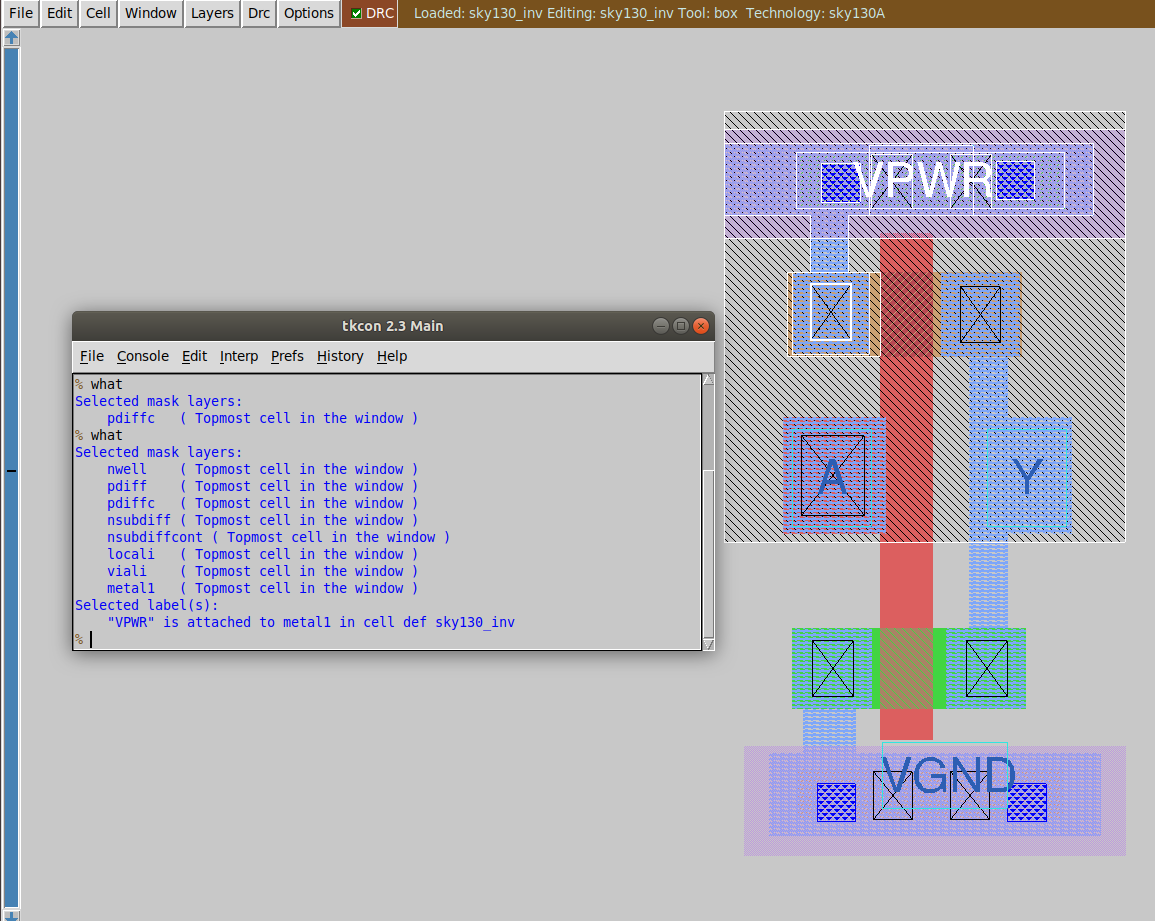 File Edit Cell Window Layers Drc Options DRC Loaded: sky130_inv Editing: sky130_inv Tool: box Technology: sky130A
VPWR
tkcon 2.3 Main
File Console Edit Interp Prefs History Help
% what
Selected mask layers:
pdiffc ( Topmost cell in the window )
% what
Selected mask layers:
nwell ( Topmost cell in the window )
pdiff ( Topmost cell in the window )
pdiffc ( Topmost cell in the window )
nsubdiff ( Topmost cell in the window )
nsubdiffcont ( Topmost cell in the window )
locali ( Topmost cell in the window )
viali ( Topmost cell in the window )
metal1 ( Topmost cell in the window )
Selected label(s):
"VPWR" is attached to metal1 in cell def sky130_inv
%
A
Y
VGND